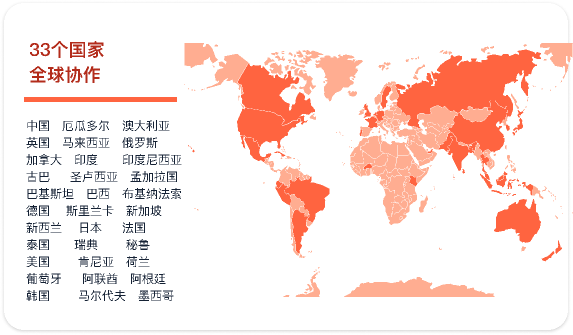 33个国家
全球协作
中国 厄瓜多尔 澳大利亚
英国 马来西亚 俄罗斯
加拿大 印度 印度尼西亚
古巴 圣卢西亚 孟加拉国
巴基斯坦 巴西 布基纳法索
德国 斯里兰卡 新加坡
新西兰 日本 法国
泰国 瑞典 秘鲁
美国 肯尼亚 荷兰
葡萄牙 阿联酋 阿根廷
韩国 马尔代夫 墨西哥